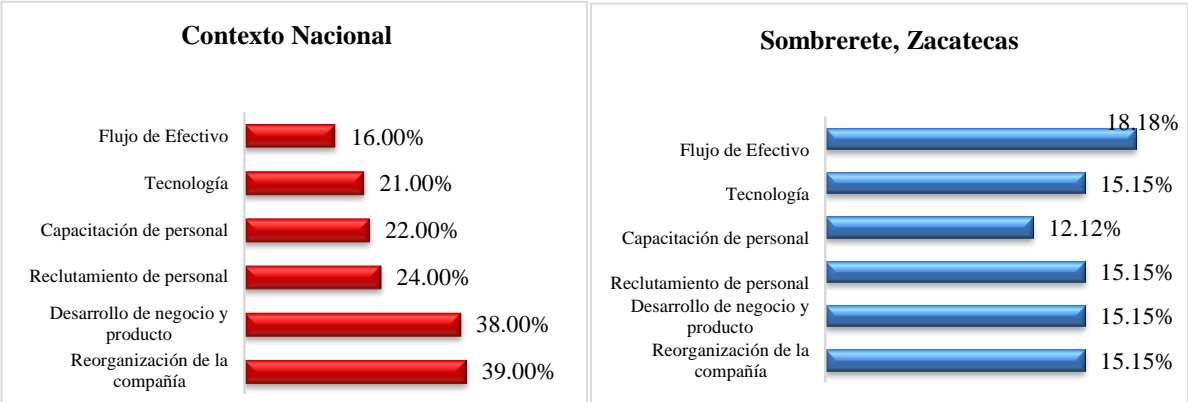 Contexto Nacional
Flujo de Efectivo
16.00%
Tecnología
21.00%
Capacitación de personal
22.00%
Reclutamiento de personal
24.00%
Desarrollo de negocio y
producto
38.00%
Reorganización de la
compañía
39.00%
Sombrerete, Zacatecas
Flujo de Efectivo
18.18%
Tecnología
15.15%
Capacitación de personal
12.12%
Reclutamiento de personal
15.15%
Desarrollo de negocio y
producto
15.15%
Reorganización de la
compañía
15.15%